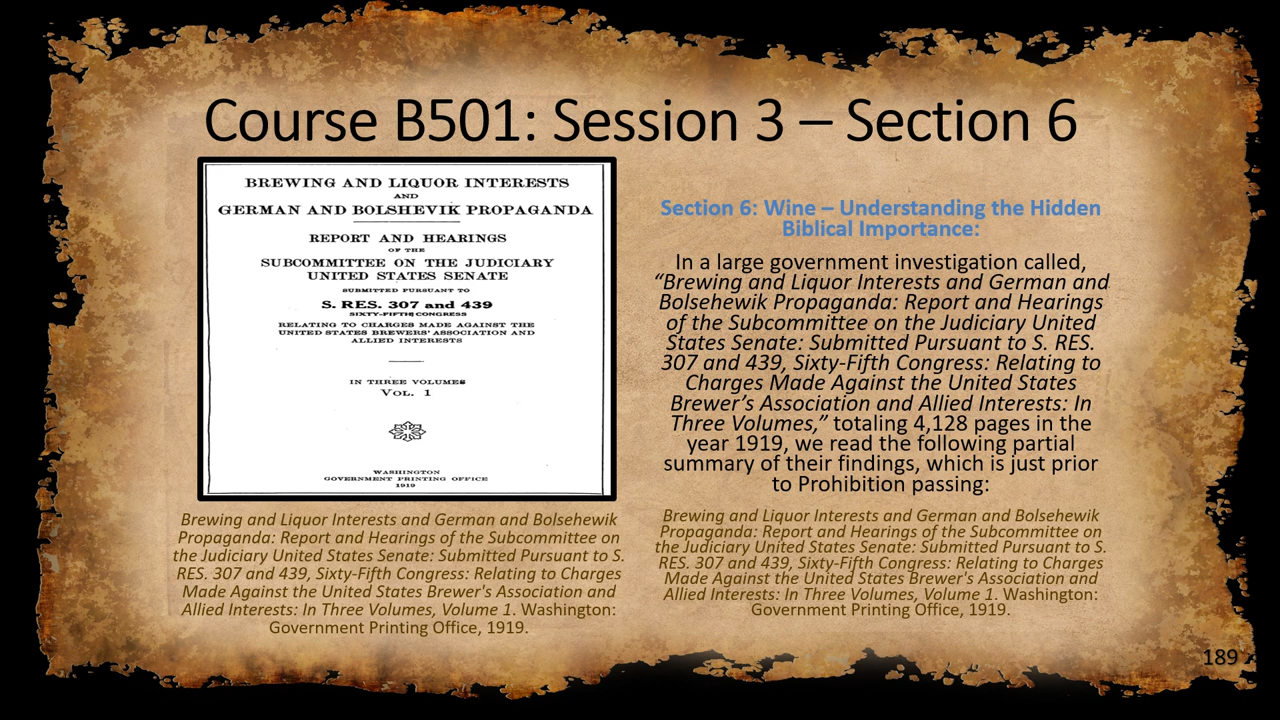 Course B501: Session 3 – Section 6
BREWING AND LIQUOR INTERESTS
AND
GERMAN AND BOLSHEVIK PROPAGANDA
REPORT AND HEARINGS
OF THE
SUBCOMMITTEE ON THE JUDICIARY
UNITED STATES SENATE
SUBMITTED PURSUANT TO
S. RES. 307 and 439
SIXTY-FIFTH CONGRESS
RELATING TO CHARGES MADE AGAINST THE
UNITED STATES BREWERS' ASSOCIATION AND
ALLIED INTERESTS
IN THREE VOLUMES
VOL. 1
WASHINGTON
GOVERNMENT PRINTING OFFICE
1919
Brewing and Liquor Interests and German and Bolsehewik
Propaganda: Report and Hearings of the Subcommittee on
the Judiciary United States Senate: Submitted Pursuant to S.
RES. 307 and 439, Sixty-Fifth Congress: Relating to Charges
Made Against the United States Brewer's Association and
Allied Interests: In Three Volumes, Volume 1. Washington:
Government Printing Office, 1919.
Section 6: Wine – Understanding the Hidden
Biblical Importance:
In a large government investigation called,
“Brewing and Liquor Interests and German and
Bolsehewik Propaganda: Report and Hearings
of the Subcommittee on the Judiciary United
States Senate: Submitted Pursuant to S. RES.
307 and 439, Sixty-Fifth Congress: Relating to
Charges Made Against the United States
Brewer’s Association and Allied Interests: In
Three Volumes,” totaling 4,128 pages in the
year 1919, we read the following partial
summary of their findings, which is just prior
to Prohibition passing:
Brewing and Liquor Interests and German and Bolsehewik
Propaganda: Report and Hearings of the Subcommittee on
the Judiciary United States Senate: Submitted Pursuant to S.
RES. 307 and 439, Sixty-Fifth Congress: Relating to Charges
Made Against the United States Brewer's Association and
Allied Interests: In Three Volumes, Volume 1. Washington:
Government Printing Office, 1919.
189